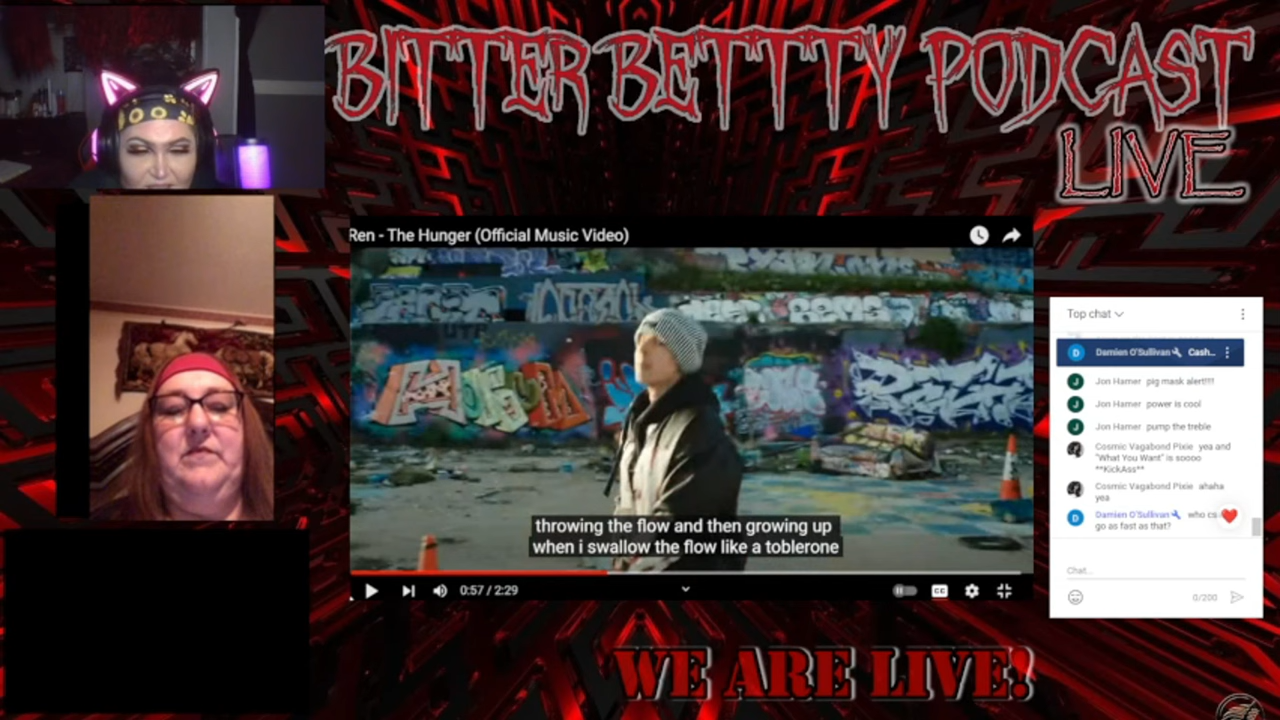 BITTER BETTTTY PODCAST
LIVE
Ren - The Hunger (Official Music Video)
throwing the flow and then growing up
when i swallow the flow like a toblerone
0:57 / 2:29
CC
Top chat
D Damien O'Sullivan Cash...
J Jon Hamer pig mask alert!!!!
J Jon Hamer power is cool
J Jon Hamer pump the treble
Cosmic Vagabond Pixie yea and
"What You Want" is soooo
**KickAss**
Cosmic Vagabond Pixie ahaha
yea
D Damien O'Sullivan who
go as fast as that?
Chat...
0/200
WE ARE LIVE!